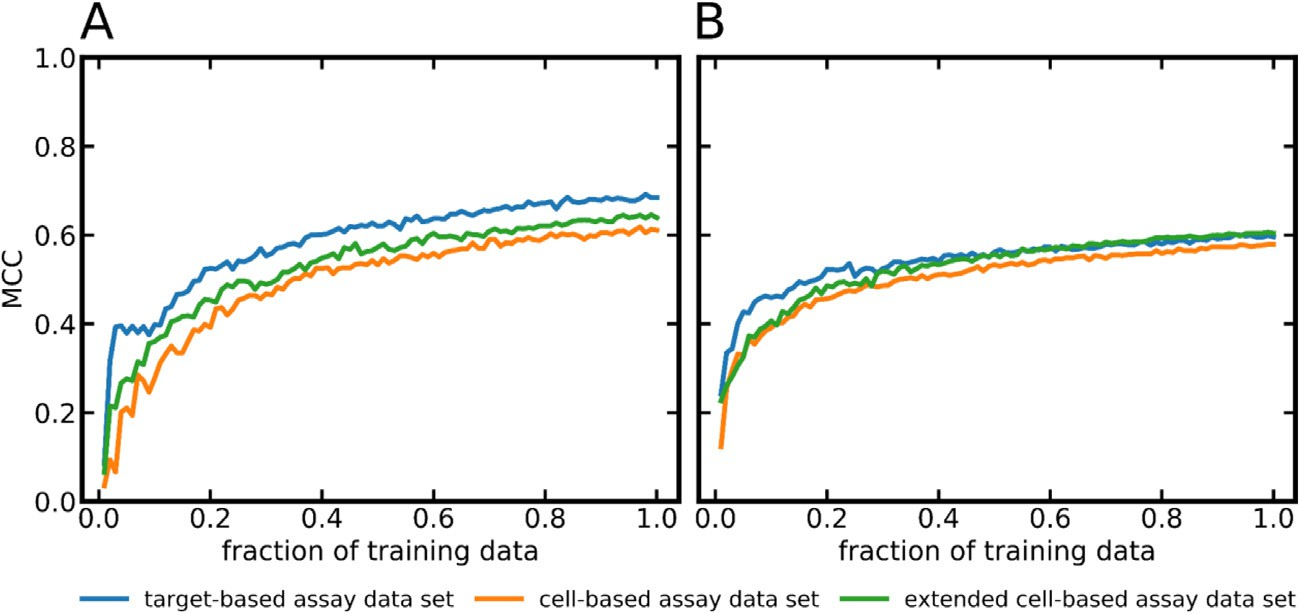 A
B
1.0
0.8
0.6
0.4
0.2
0.0
MCC
0.0 0.2 0.4 0.6 0.8 1.0
0.0 0.2 0.4 0.6 0.8 1.0
fraction of training data
fraction of training data
target-based assay data set
cell-based assay data set
extended cell-based assay data set